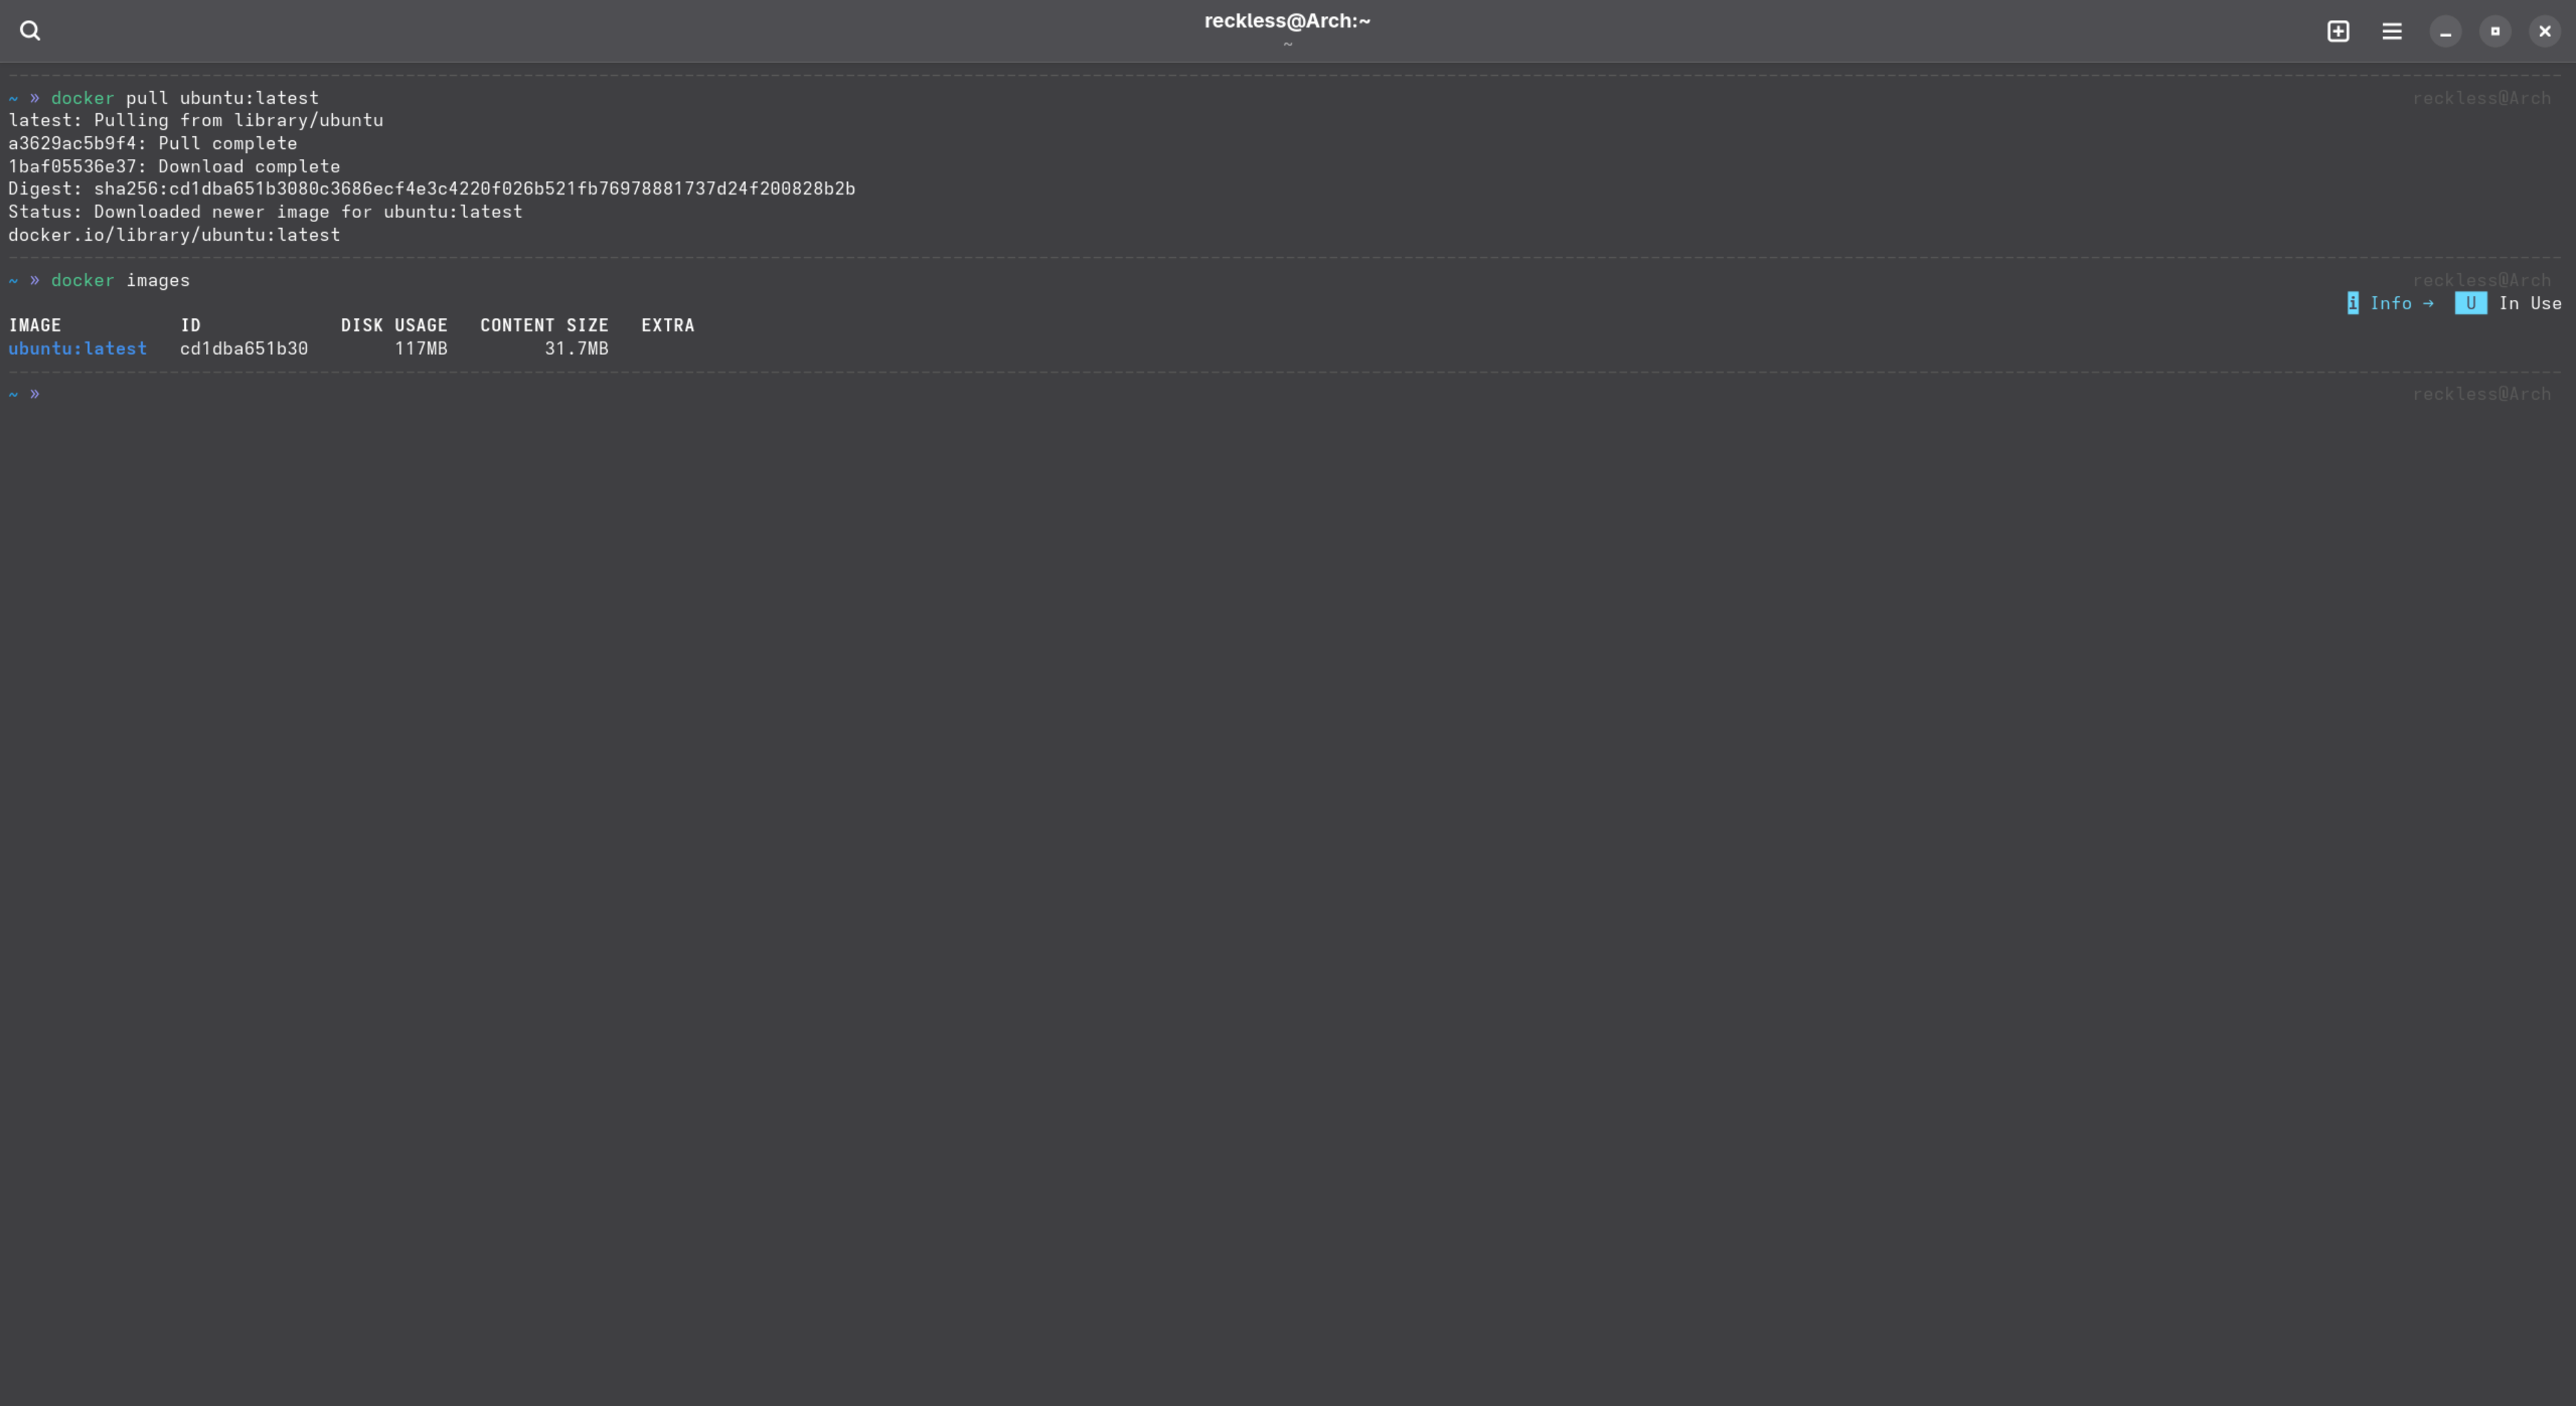 reckless@Arch:~
~
~ » docker pull ubuntu:latest reckless@Arch
latest: Pulling from library/ubuntu
a3629ac5b9f4: Pull complete
1baf05536e37: Download complete
Digest: sha256:cd1dba651b3080c3686ecf4e3c4220f026b521fb76978881737d24f200828b2b
Status: Downloaded newer image for ubuntu:latest
docker.io/library/ubuntu:latest
~ » docker images reckless@Arch
i Info → U In Use
IMAGE ID DISK USAGE CONTENT SIZE EXTRA
ubuntu:latest cd1dba651b30 117MB 31.7MB
~ » reckless@Arch